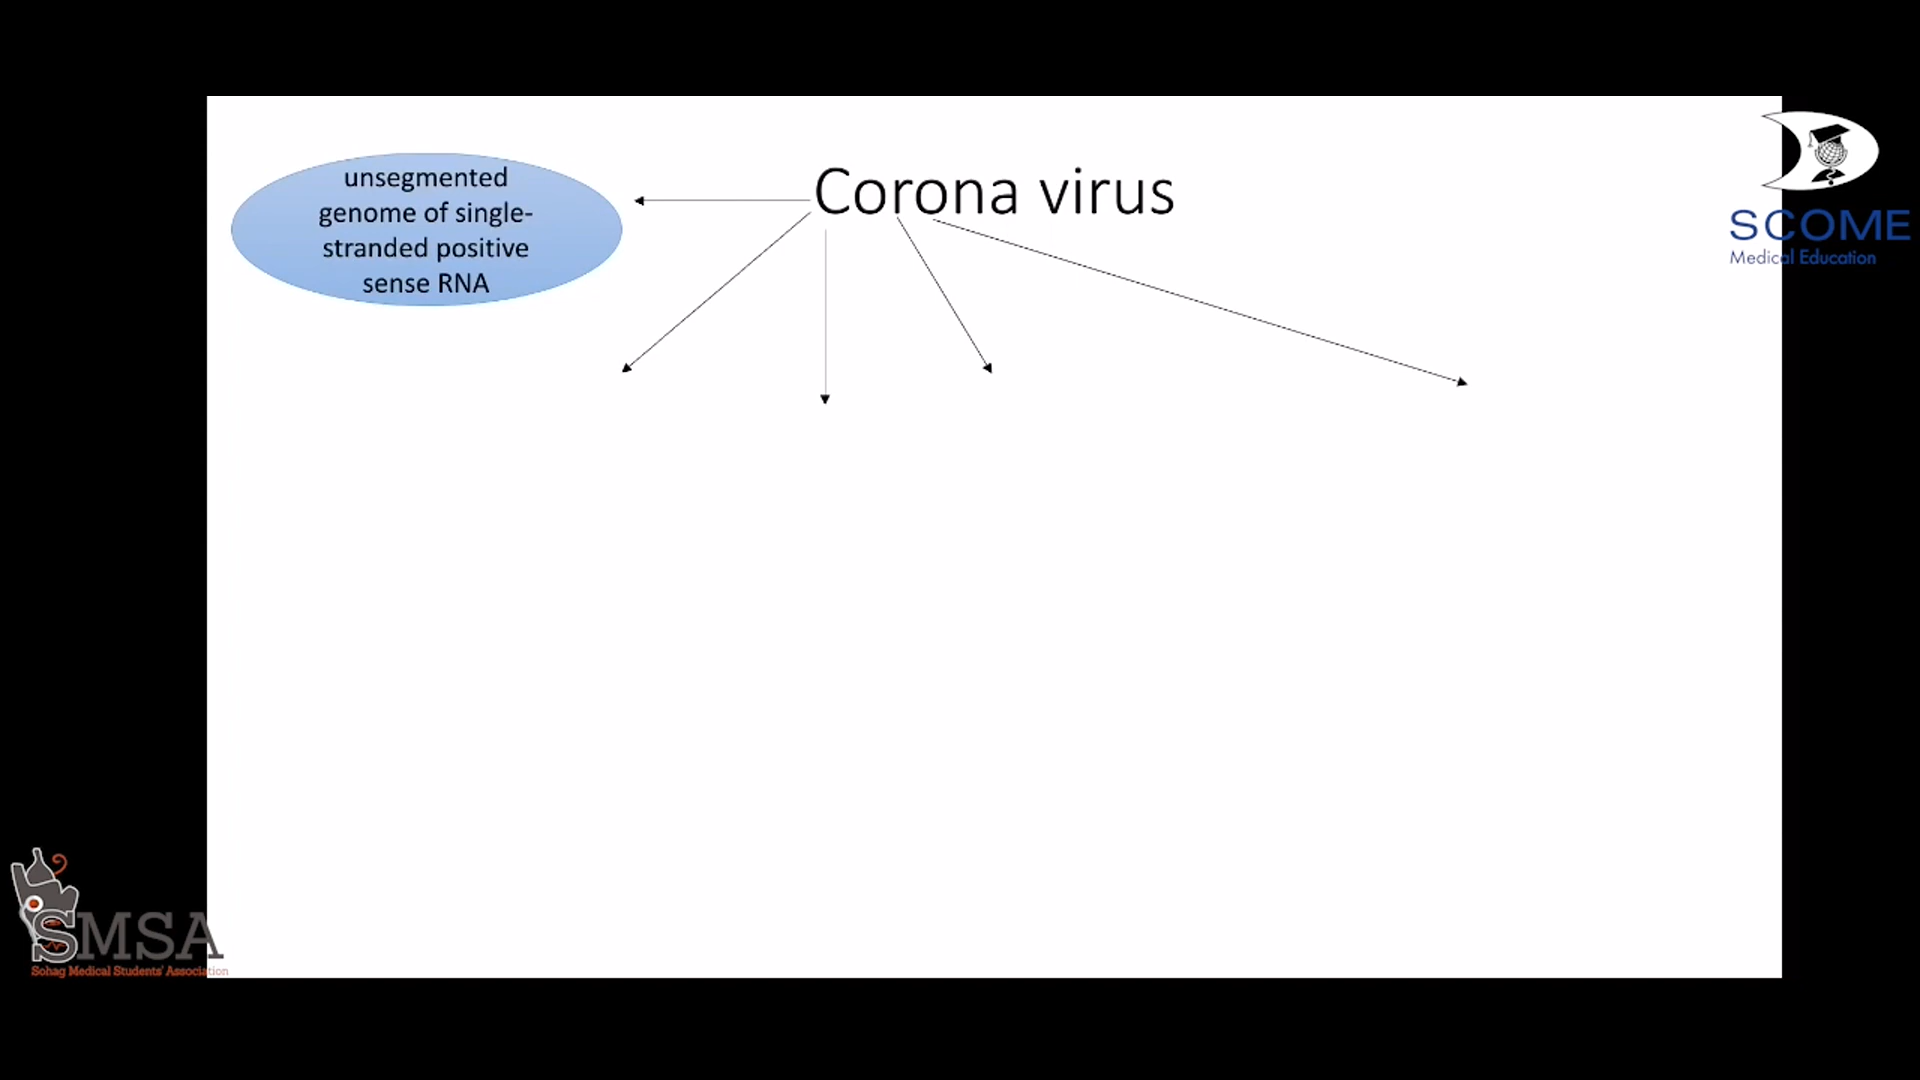 Corona virus
unsegmented
genome of single-
stranded positive
sense RNA
SCOME
Medical Education
SMSA
Sohag Medical Students' Association